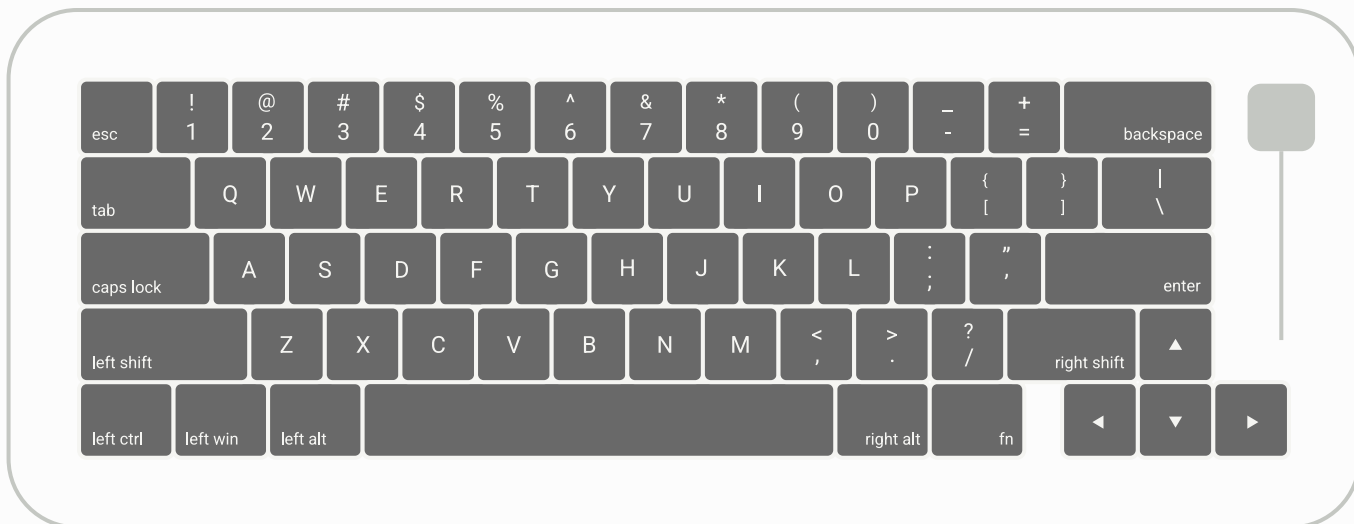 ! @ # $ % ^ & * ( ) _ +
esc 1 2 3 4 5 6 7 8 9 0 - = backspace
{ } |
tab Q W E R T Y U I O P [ ] \
: ”
caps lock A S D F G H J K L ; ’ enter
< > ?
left shift Z X C V B N M , . / right shift ▲
left ctrl left win left alt right alt fn ◀ ▼ ▶